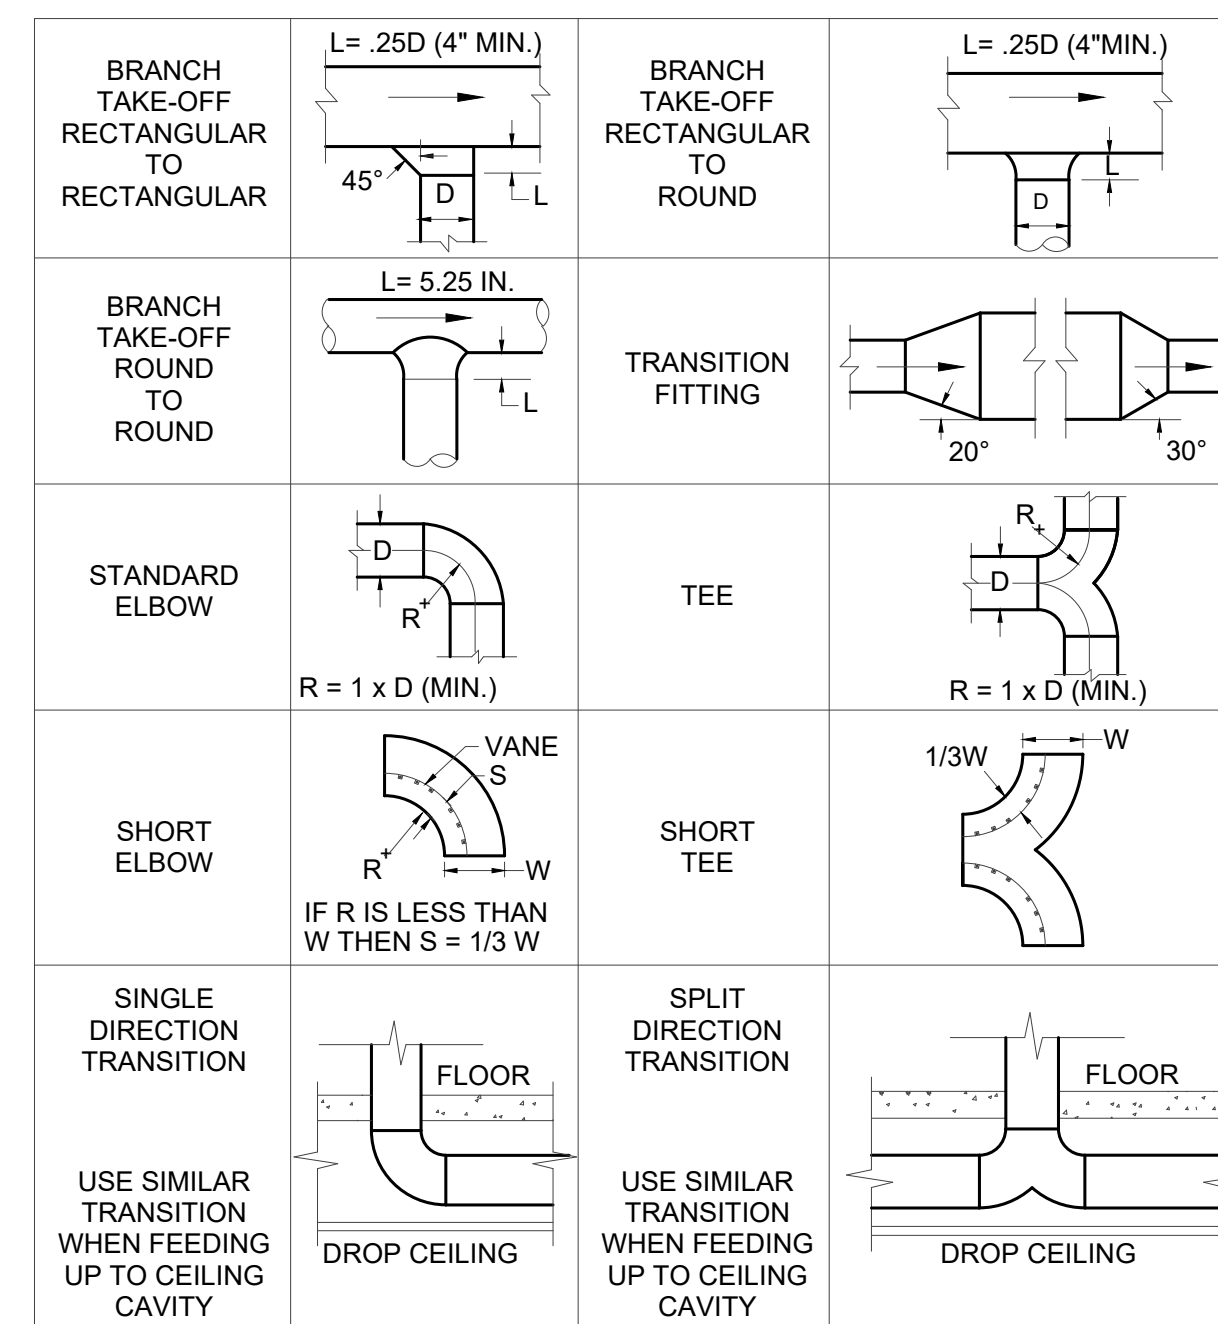 BRANCH
TAKE-OFF
RECTANGULAR
TO
RECTANGULAR
L= .25D (4" MIN.)
45°
D
L
BRANCH
TAKE-OFF
RECTANGULAR
TO
ROUND
L= .25D (4"MIN.)
L
D
BRANCH
TAKE-OFF
ROUND
TO
ROUND
L= 5.25 IN.
L
TRANSITION
FITTING
20°
30°
STANDARD
ELBOW
D
R
R = 1 x D (MIN.)
TEE
R
D
R = 1 x D (MIN.)
SHORT
ELBOW
VANE
S
R
W
IF R IS LESS THAN
W THEN S = 1/3 W
SHORT
TEE
W
1/3W
SINGLE
DIRECTION
TRANSITION
USE SIMILAR
TRANSITION
WHEN FEEDING
UP TO CEILING
CAVITY
FLOOR
DROP CEILING
SPLIT
DIRECTION
TRANSITION
USE SIMILAR
TRANSITION
WHEN FEEDING
UP TO CEILING
CAVITY
FLOOR
DROP CEILING